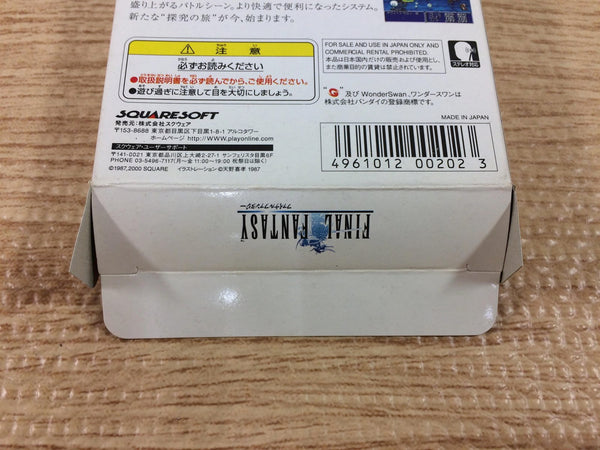 盛り上がるバトルシーン。より快適で便利になったシステム。
新たな"探究の旅"が今、始まります。
注意
必ずお読みください
●取扱説明書を必ず読んでから、ご使用ください。
●遊び過ぎに注意して目を大切にしましょう。
FOR SALE AND USE IN JAPAN ONLY AND
COMMERCIAL RENTAL PROHIBITED.
本品は日本国内だけの販売および使用とし、
また商業目的の賃貸は禁止されています。
ステレオ対応
及び WonderSwan、ワンダースワンは
株式会社バンダイの登録商標です。
SQUARESOFT
発売元:株式会社スクウェア
〒153-8688 東京都目黒区下目黒1-8-1 アルコタワー
ホームページ http://www.playonline.com
スクウェア・ユーザーサポート
〒141-0021 東京都品川区上大崎2-27-1 サンフェリスタ目黒6F
PHONE 03-5496-7117(月〜金 11:00〜19:00 祝祭日除く)
©1987,2000 SQUARE イラストレーション ©天野喜孝 1987
MADE IN JAPAN
4961012 00202 3
FINAL FANTASY
ファイナルファンタジー